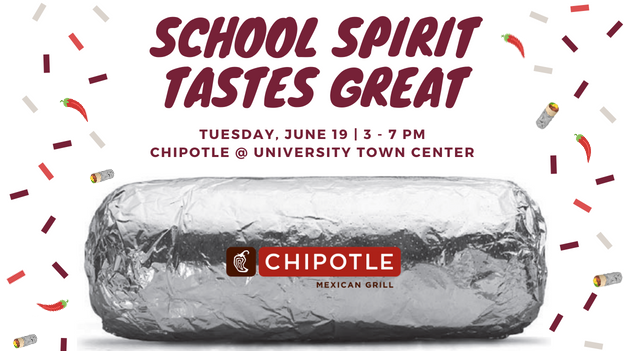 SCHOOL SPIRIT
TASTES GREAT
TUESDAY, JUNE 19 | 3 - 7 PM
CHIPOTLE @ UNIVERSITY TOWN CENTER
CHIPOTLE
MEXICAN GRILL